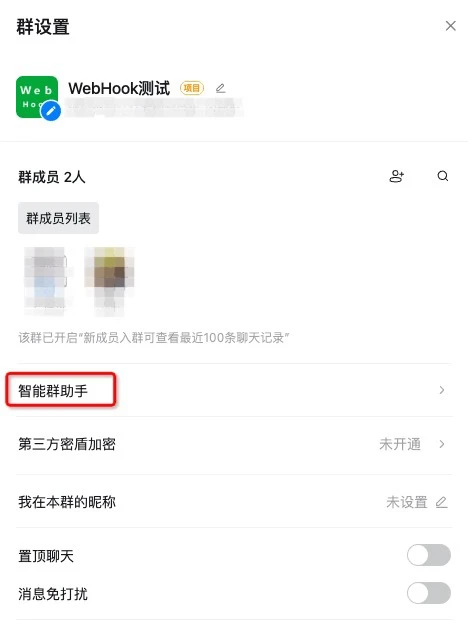 群设置
Web
Hoo
WebHook测试 项目
群成员 2人
群成员列表
该群已开启“新成员入群可查看最近100条聊天记录”
智能群助手
第三方密盾加密 未开通
我在本群的昵称 未设置
置顶聊天
消息免打扰